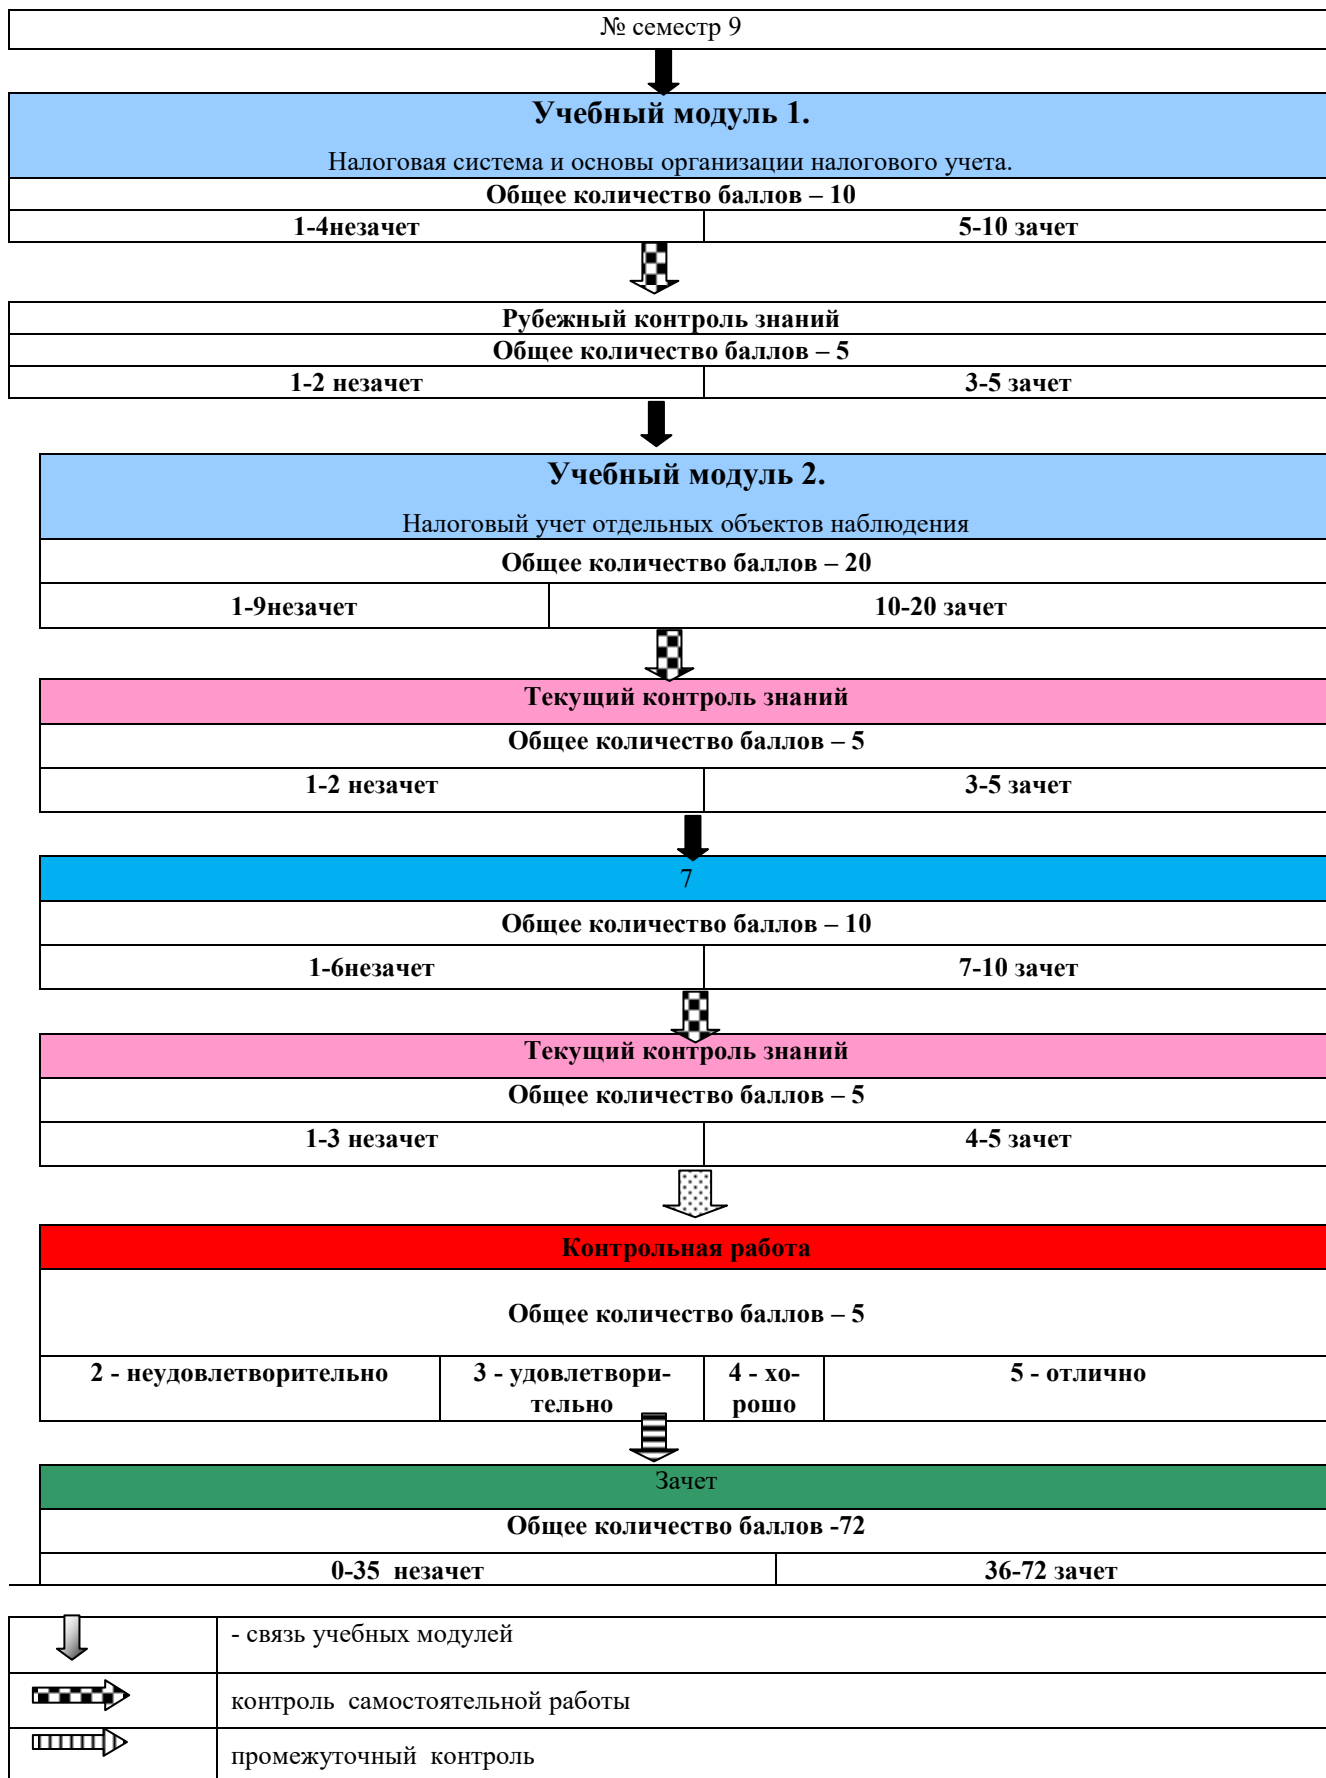 № семестр 9
Учебный модуль 1.
Налоговая система и основы организации налогового учета.
Общее количество баллов – 10
1-4незачет
5-10 зачет
Рубежный контроль знаний
Общее количество баллов – 5
1-2 незачет
3-5 зачет
Учебный модуль 2.
Налоговый учет отдельных объектов наблюдения
Общее количество баллов – 20
1-9незачет
10-20 зачет
Текущий контроль знаний
Общее количество баллов – 5
1-2 незачет
3-5 зачет
7
Общее количество баллов – 10
1-6незачет
7-10 зачет
Текущий контроль знаний
Общее количество баллов – 5
1-3 незачет
4-5 зачет
Контрольная работа
Общее количество баллов – 5
2 - неудовлетворительно
3 - удовлетвори-
тельно
4 - хо-
рошо
5 - отлично
Зачет
Общее количество баллов -72
0-35  незачет
36-72 зачет
- связь учебных модулей
контроль  самостоятельной работы
промежуточный  контроль